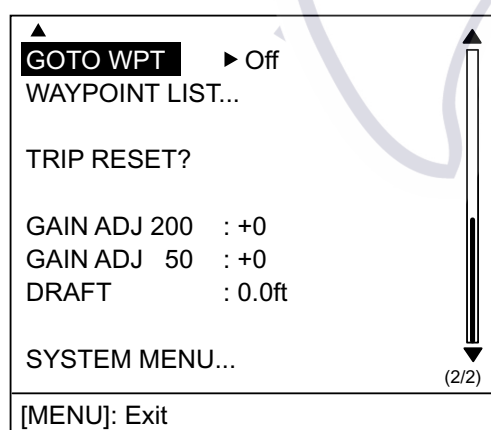 GOTO WPT ▶ Off
WAYPOINT LIST...
TRIP RESET?
GAIN ADJ 200 : +0
GAIN ADJ 50 : +0
DRAFT : 0.0ft
SYSTEM MENU...
(2/2)
[MENU]: Exit